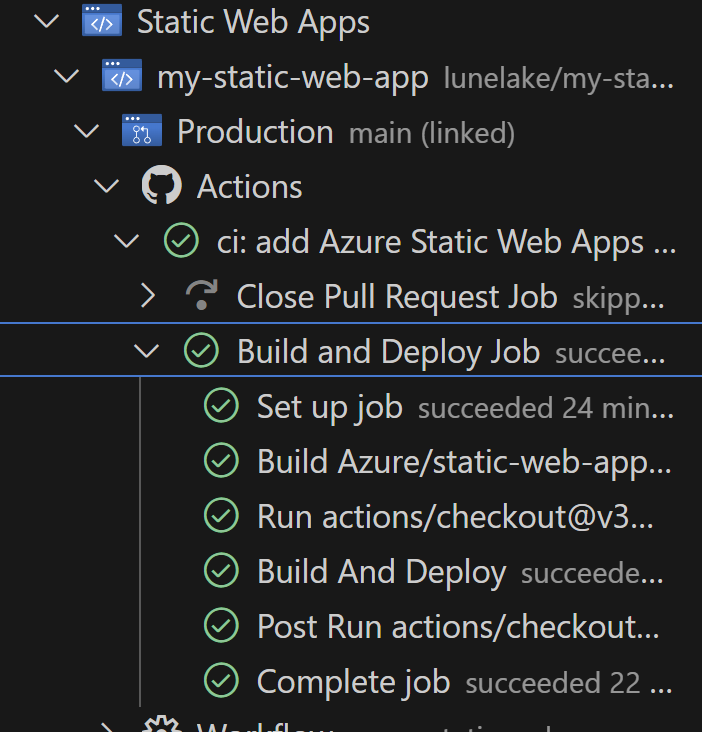 Static Web Apps
my-static-web-app lunelake/my-sta...
Production main (linked)
Actions
ci: add Azure Static Web Apps ...
Close Pull Request Job skipp...
Build and Deploy Job succee...
Set up job succeeded 24 min...
Build Azure/static-web-app...
Run actions/checkout@v3...
Build And Deploy succeede...
Post Run actions/checkout...
Complete job succeeded 22 ...
Workflow